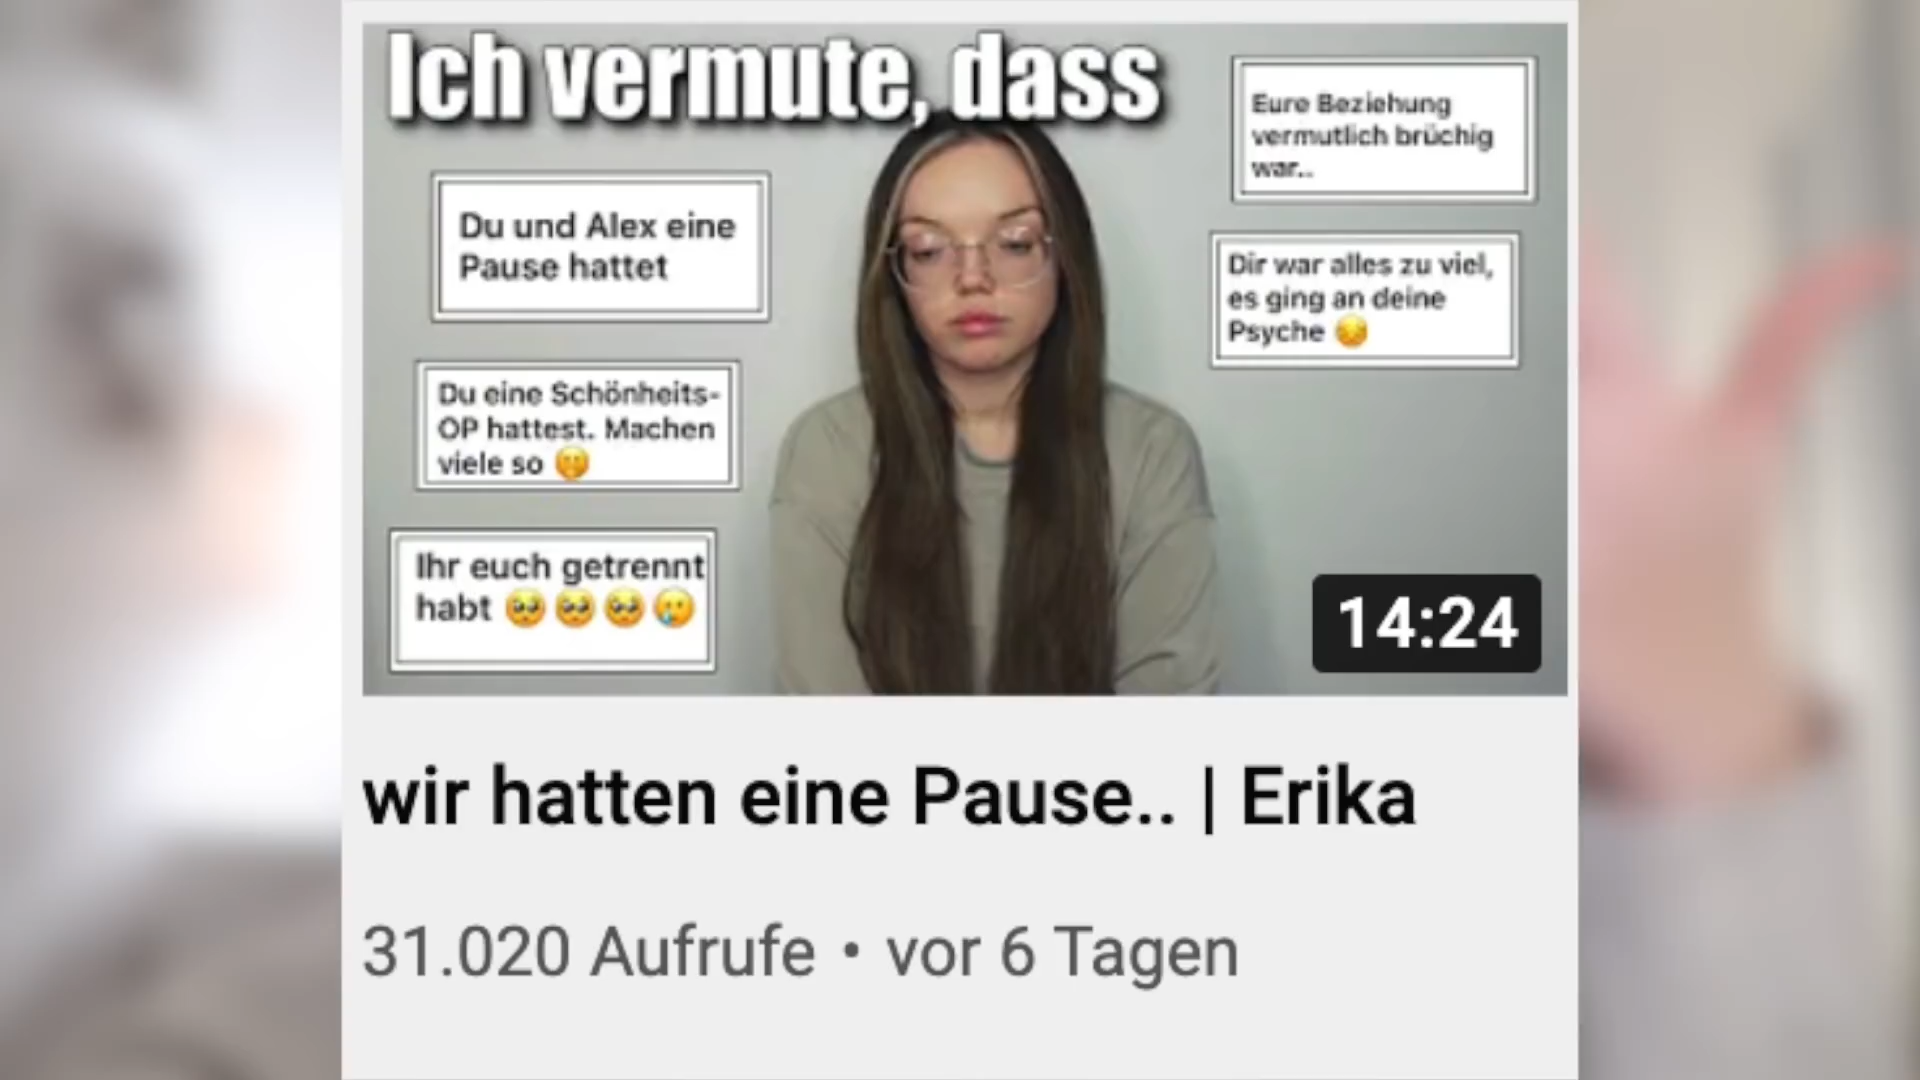 Ich vermute, dass
Du und Alex eine
Pause hattet
Du eine Schönheits-
OP hattest. Machen
viele so 🤭
Ihr euch getrennt
habt 🥺🥺🥺🥲
Eure Beziehung
vermutlich brüchig
war..
Dir war alles zu viel,
es ging an deine
Psyche 😔
14:24
wir hatten eine Pause.. | Erika
31.020 Aufrufe • vor 6 Tagen